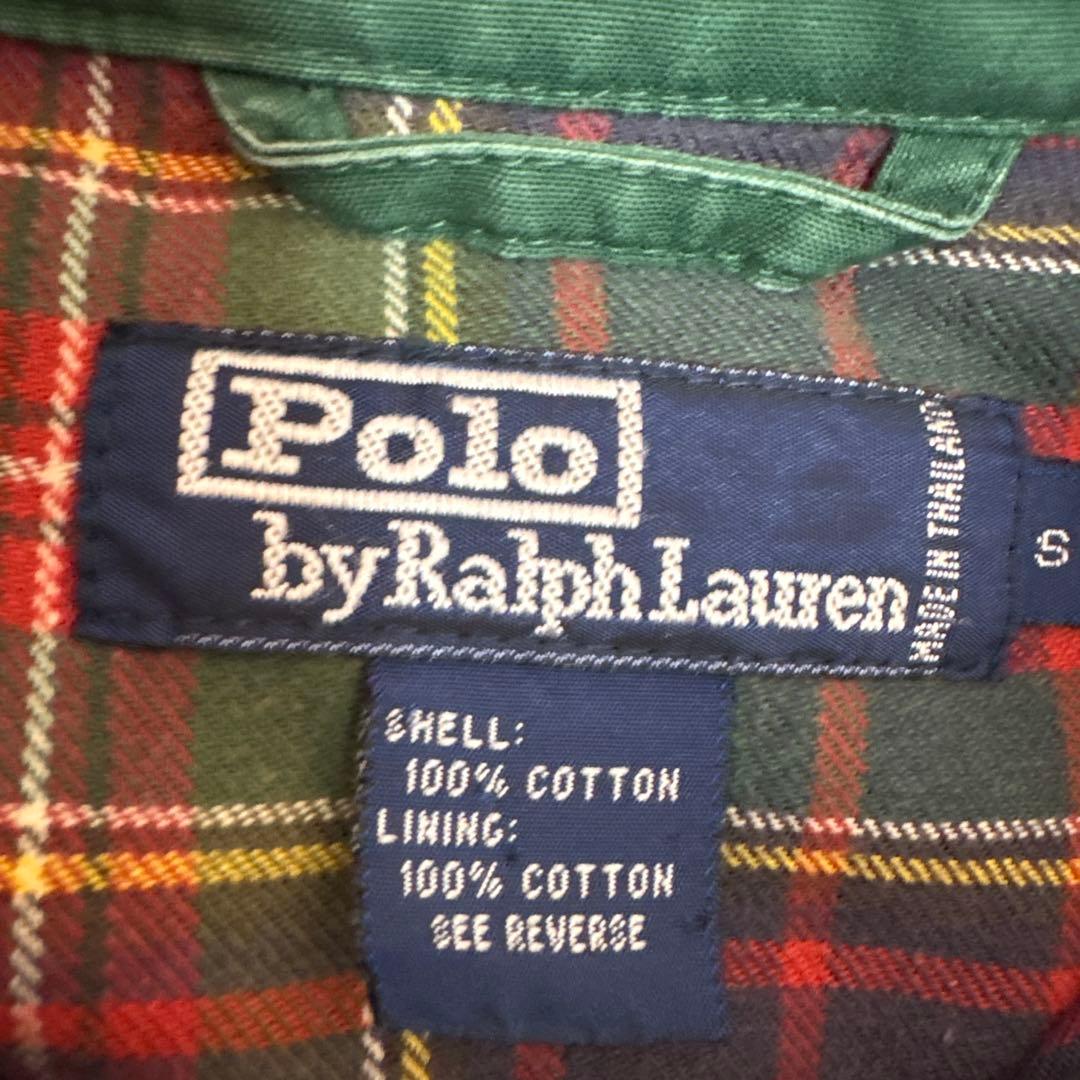 Polo
by Ralph Lauren
MADE IN THAILAND
S
SHELL:
100% COTTON
LINING:
100% COTTON
SEE REVERSE